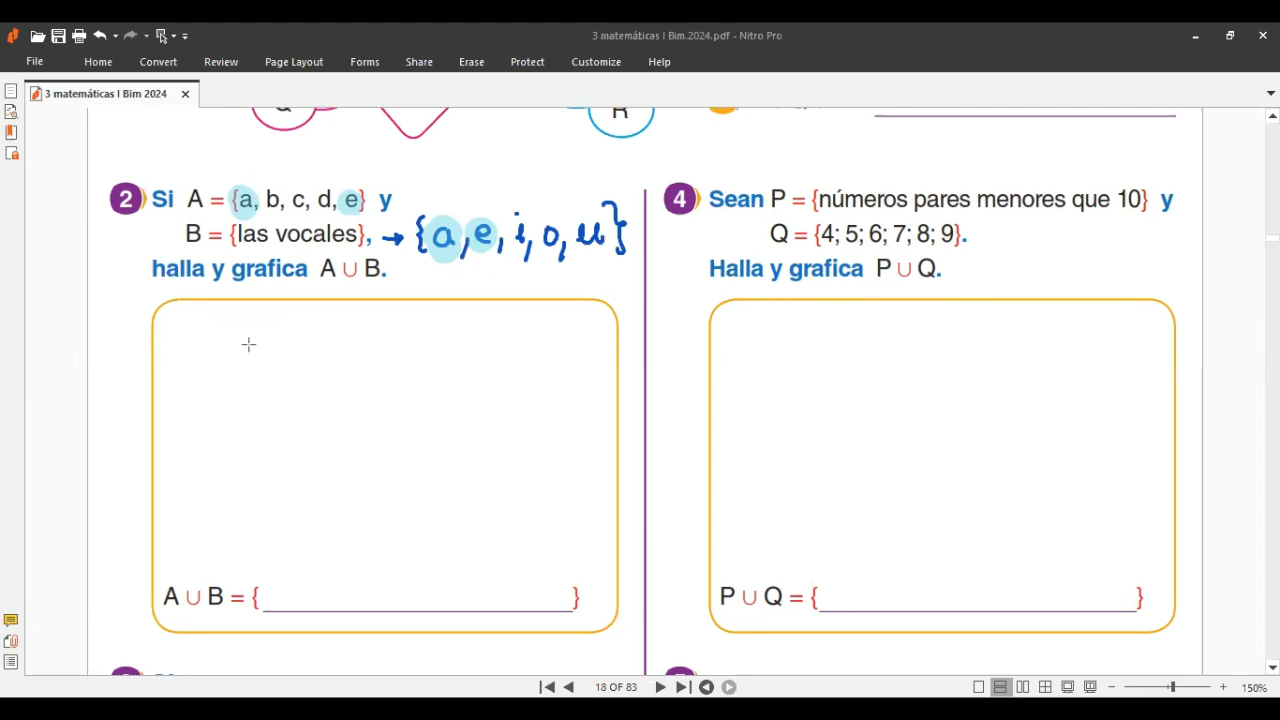 3 matemáticas I Bim.2024.pdf - Nitro Pro
File Home Convert Review Page Layout Forms Share Erase Protect Customize Help
3 matemáticas I Bim 2024
R
2 Si A = {a, b, c, d, e} y
B = {las vocales}, → {a, e, i, o, u}
halla y grafica A ∪ B.
A ∪ B = { }
4 Sean P = {números pares menores que 10} y
Q = {4; 5; 6; 7; 8; 9}.
Halla y grafica P ∪ Q.
P ∪ Q = { }
18 OF 83
150%